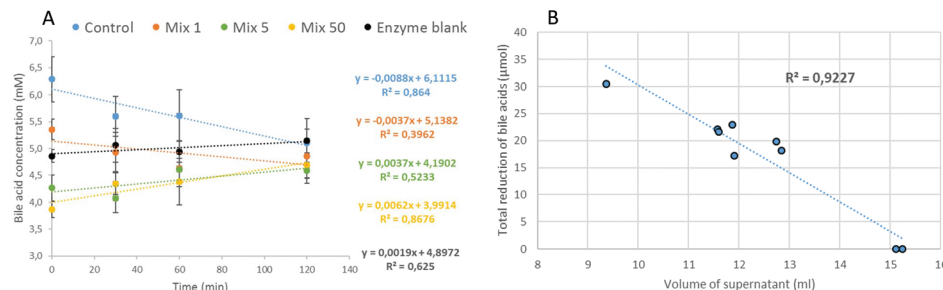 A
Control Mix 1 Mix 5 Mix 50 Enzyme blank
Bile acid concentration (mM)
7,0
6,5
6,0
5,5
5,0
4,5
4,0
3,5
3,0
0 20 40 60 80 100 120 140
Time (min)
y = -0,0088x + 6,1115
R² = 0,864
y = -0,0037x + 5,1382
R² = 0,3962
y = 0,0037x + 4,1902
R² = 0,5233
y = 0,0062x + 3,9914
R² = 0,8676
y = 0,0019x + 4,8972
R² = 0,625
B
Total reduction of bile acids (µmol)
40
35
30
25
20
15
10
5
0
8 9 10 11 12 13 14 15 16
Volume of supernatant (ml)
R² = 0,9227